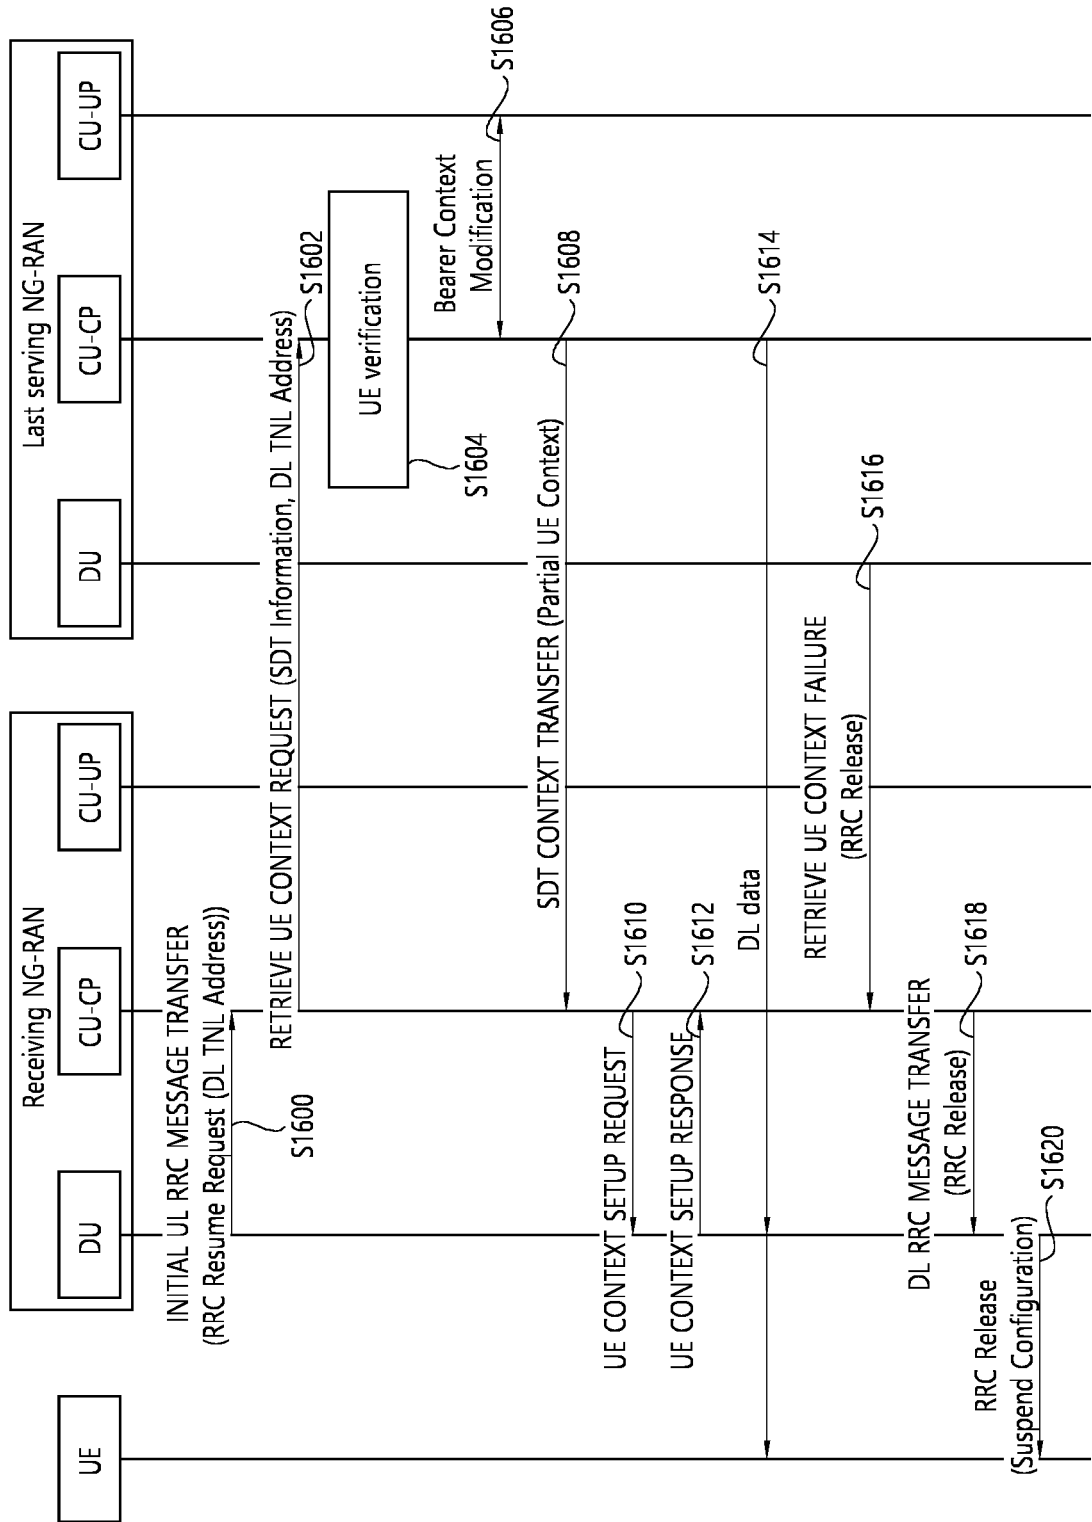 UE
Receiving NG-RAN
DU
CU-CP
CU-UP
Last serving NG-RAN
DU
CU-CP
CU-UP
INITIAL UL RRC MESSAGE TRANSFER
(RRC Resume Request (DL TNL Address))
S1600
RETRIEVE UE CONTEXT REQUEST (SDT Information, DL TNL Address)
S1602
UE verification
S1604
Bearer Context
Modification
S1606
SDT CONTEXT TRANSFER (Partial UE Context)
S1608
UE CONTEXT SETUP REQUEST
S1610
UE CONTEXT SETUP RESPONSE
S1612
DL data
S1614
RETRIEVE UE CONTEXT FAILURE
(RRC Release)
S1616
DL RRC MESSAGE TRANSFER
(RRC Release)
S1618
RRC Release
(Suspend Configuration)
S1620